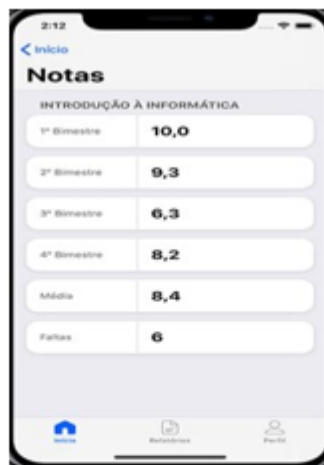 2:12
Início
Notas
INTRODUÇÃO À INFORMÁTICA
1º Bimestre 10,0
2º Bimestre 9,3
3º Bimestre 6,3
4º Bimestre 8,2
Média 8,4
Faltas 6
Início Relatórios Perfil